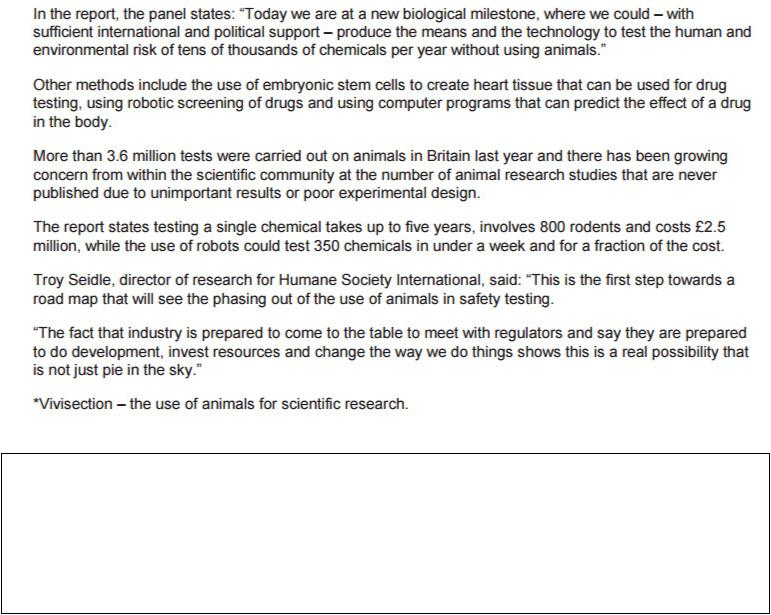 In the report, the panel states: “Today we are at a new biological milestone, where we could – with
sufficient international and political support – produce the means and the technology to test the human and
environmental risk of tens of thousands of chemicals per year without using animals.”
Other methods include the use of embryonic stem cells to create heart tissue that can be used for drug
testing, using robotic screening of drugs and using computer programs that can predict the effect of a drug
in the body.
More than 3.6 million tests were carried out on animals in Britain last year and there has been growing
concern from within the scientific community at the number of animal research studies that are never
published due to unimportant results or poor experimental design.
The report states testing a single chemical takes up to five years, involves 800 rodents and costs £2.5
million, while the use of robots could test 350 chemicals in under a week and for a fraction of the cost.
Troy Seidle, director of research for Humane Society International, said: “This is the first step towards a
road map that will see the phasing out of the use of animals in safety testing.
“The fact that industry is prepared to come to the table to meet with regulators and say they are prepared
to do development, invest resources and change the way we do things shows this is a real possibility that
is not just pie in the sky.”
*Vivisection – the use of animals for scientific research.